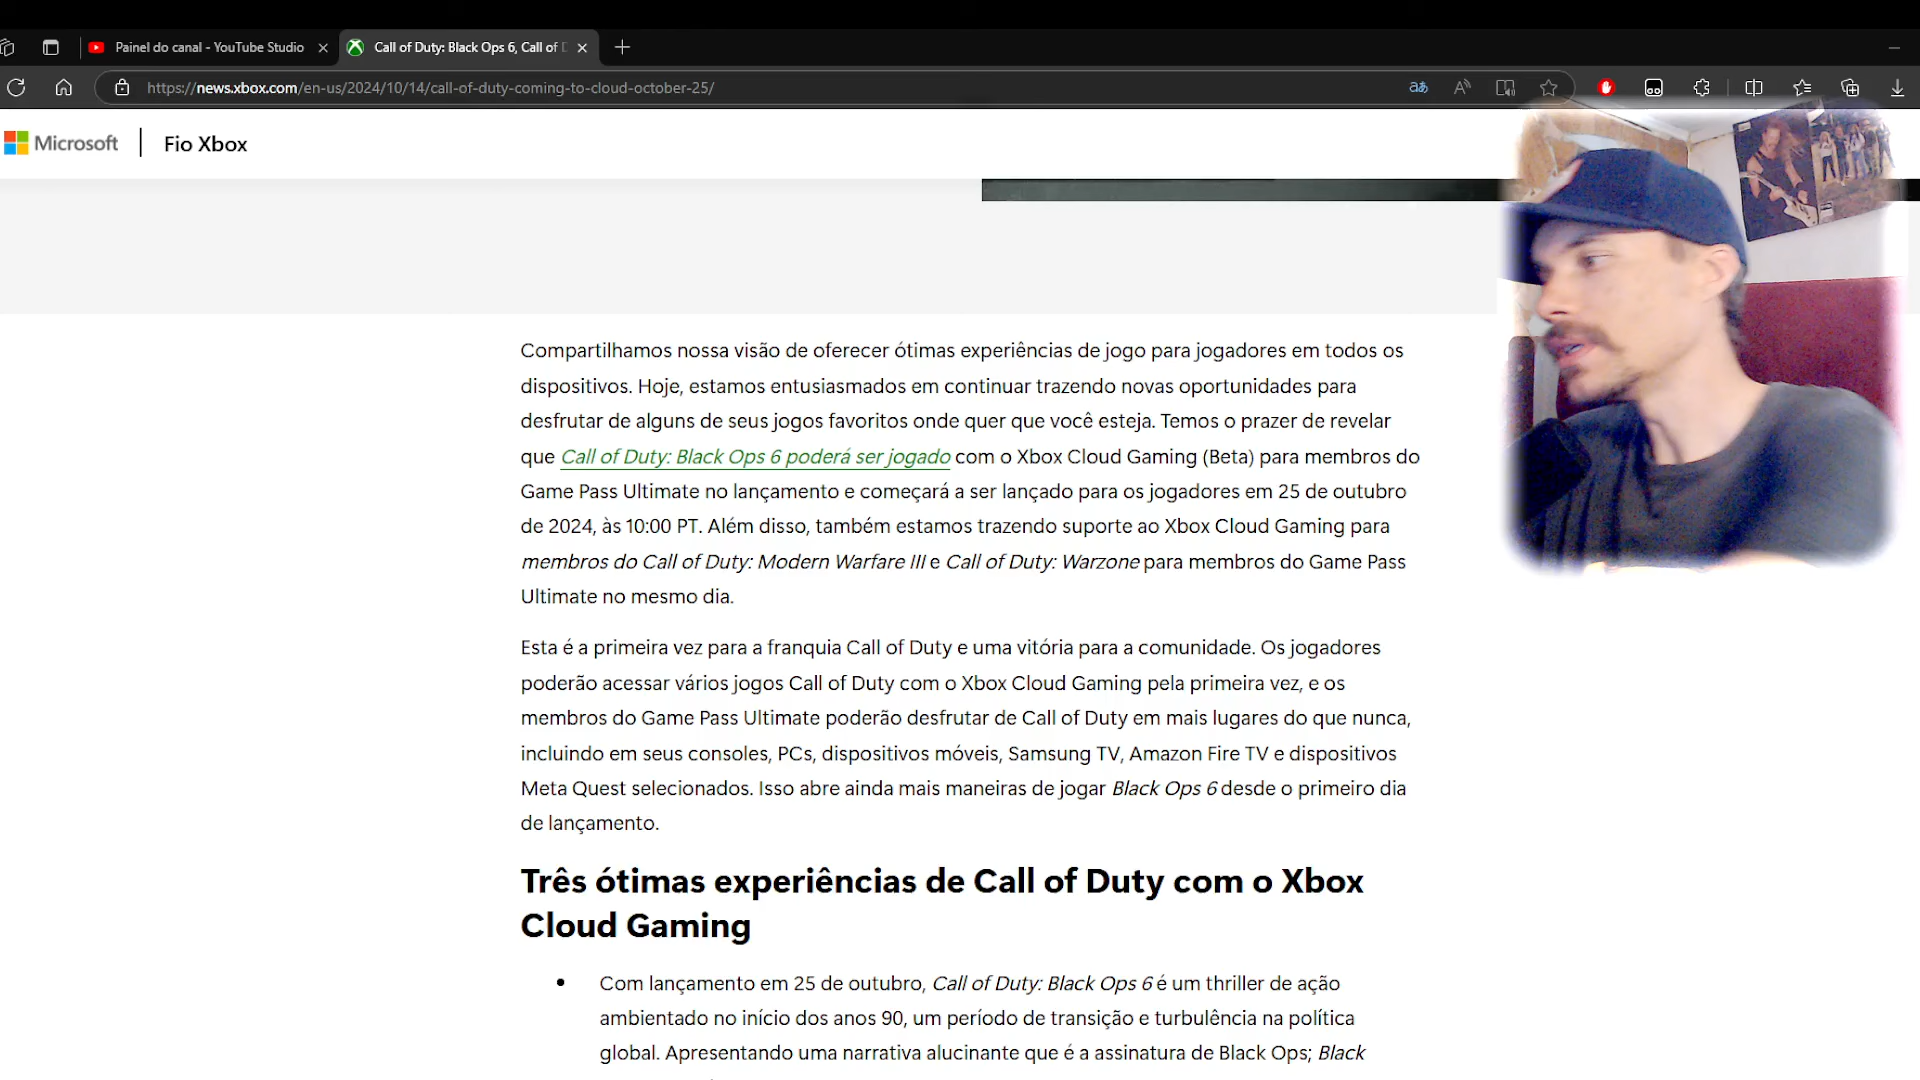 Painel do canal - YouTube Studio
Call of Duty: Black Ops 6, Call of
https://news.xbox.com/en-us/2024/10/14/call-of-duty-coming-to-cloud-october-25/
aあ
Microsoft
Fio Xbox
Compartilhamos nossa visão de oferecer ótimas experiências de jogo para jogadores em todos os
dispositivos. Hoje, estamos entusiasmados em continuar trazendo novas oportunidades para
desfrutar de alguns de seus jogos favoritos onde quer que você esteja. Temos o prazer de revelar
que Call of Duty: Black Ops 6 poderá ser jogado com o Xbox Cloud Gaming (Beta) para membros do
Game Pass Ultimate no lançamento e começará a ser lançado para os jogadores em 25 de outubro
de 2024, às 10:00 PT. Além disso, também estamos trazendo suporte ao Xbox Cloud Gaming para
membros do Call of Duty: Modern Warfare III e Call of Duty: Warzone para membros do Game Pass
Ultimate no mesmo dia.
Esta é a primeira vez para a franquia Call of Duty e uma vitória para a comunidade. Os jogadores
poderão acessar vários jogos Call of Duty com o Xbox Cloud Gaming pela primeira vez, e os
membros do Game Pass Ultimate poderão desfrutar de Call of Duty em mais lugares do que nunca,
incluindo em seus consoles, PCs, dispositivos móveis, Samsung TV, Amazon Fire TV e dispositivos
Meta Quest selecionados. Isso abre ainda mais maneiras de jogar Black Ops 6 desde o primeiro dia
de lançamento.
Três ótimas experiências de Call of Duty com o Xbox
Cloud Gaming
• Com lançamento em 25 de outubro, Call of Duty: Black Ops 6 é um thriller de ação
ambientado no início dos anos 90, um período de transição e turbulência na política
global. Apresentando uma narrativa alucinante que é a assinatura de Black Ops; Black